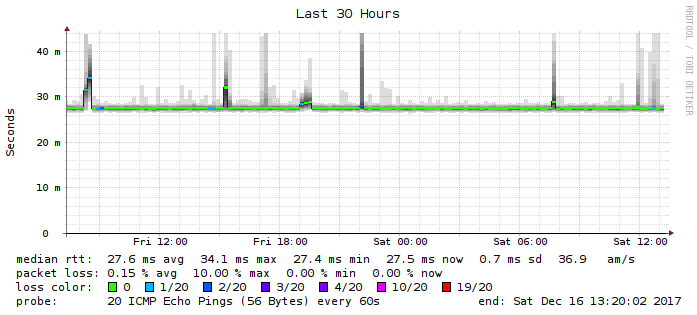 Last 30 Hours
RRDTOOL / TOBI OETIKER
Seconds
40 m
30 m
20 m
10 m
0
Fri 12:00 Fri 18:00 Sat 00:00 Sat 06:00 Sat 12:00
median rtt: 27.6 ms avg 34.1 ms max 27.4 ms min 27.5 ms now 0.7 ms sd 36.9 am/s
packet loss: 0.15 % avg 10.00 % max 0.00 % min 0.00 % now
loss color: 0 1/20 2/20 3/20 4/20 10/20 19/20
probe: 20 ICMP Echo Pings (56 Bytes) every 60s end: Sat Dec 16 13:20:02 2017